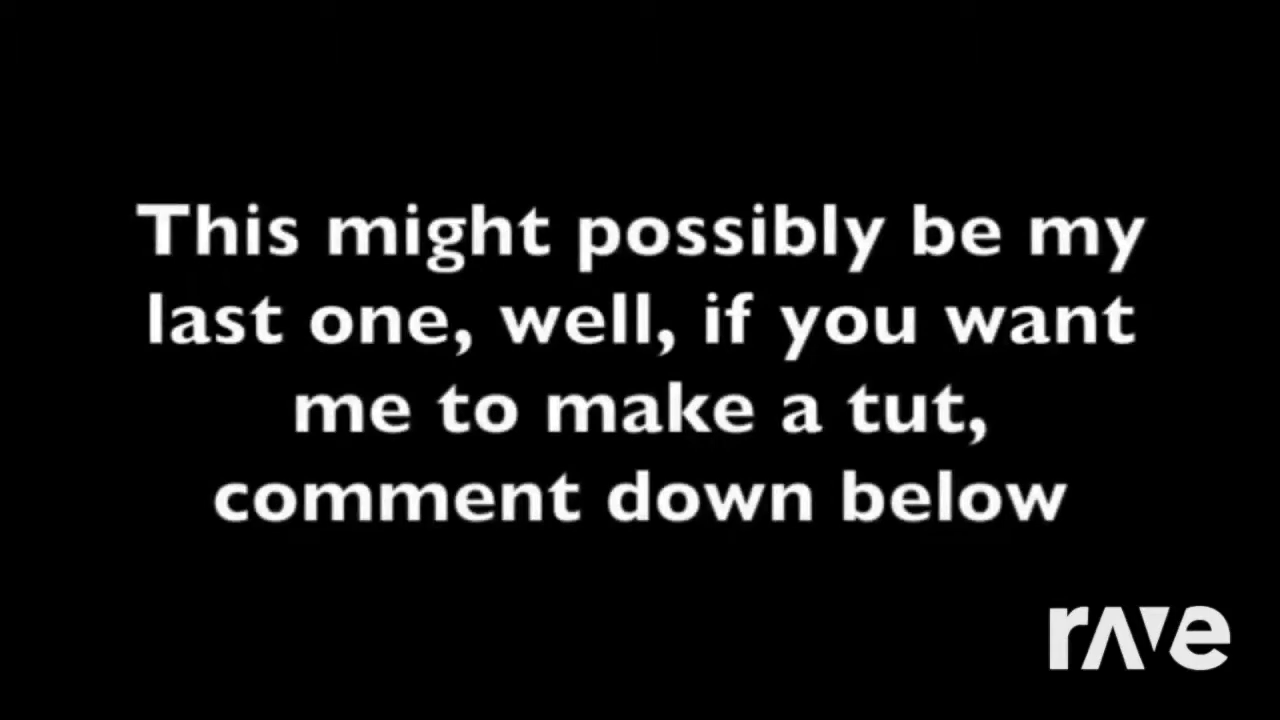 This might possibly be my
last one, well, if you want
me to make a tut,
comment down below
rave